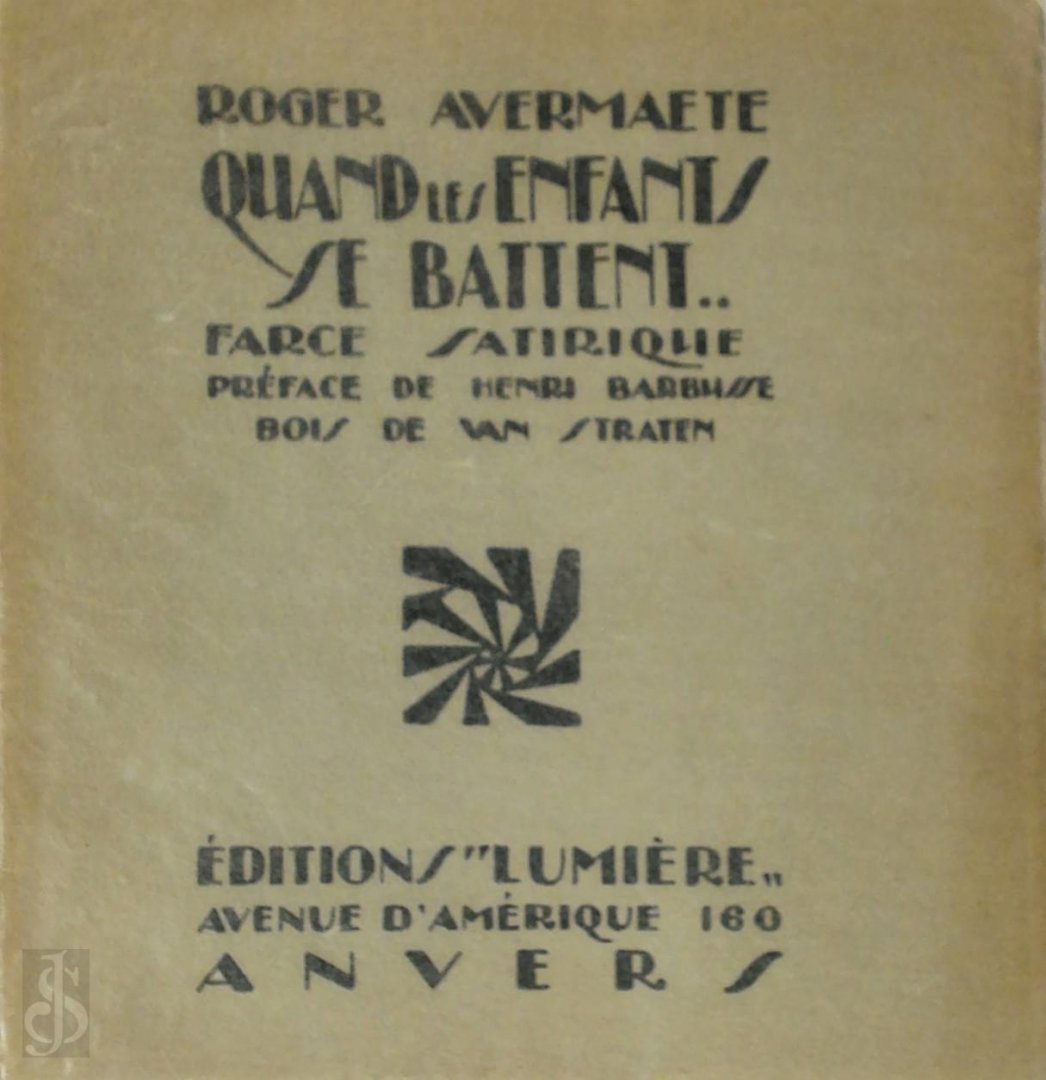 ROGER AVERMAETE
QUAND LES ENFANTS
SE BATTENT..
FARCE SATIRIQUE
PRÉFACE DE HENRI BARBUSSE
BOIS DE VAN STRATEN
ÉDITIONS "LUMIÈRE„
AVENUE D'AMÉRIQUE 160
ANVERS